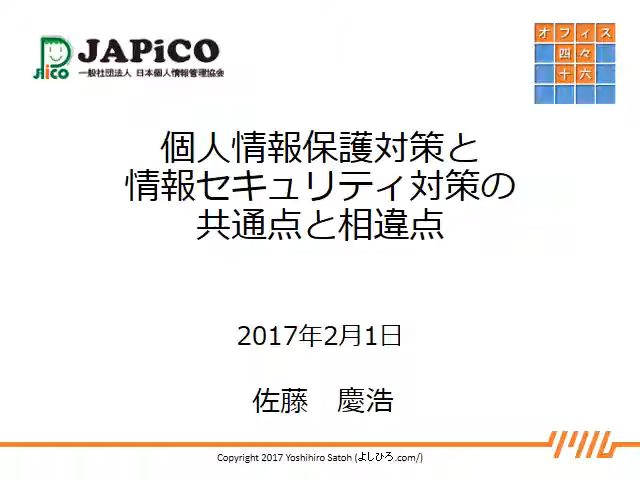 JAPiCO
JAPiCO
一般社団法人 日本個人情報管理協会
オフィス
四々
十六
個人情報保護対策と
情報セキュリティ対策の
共通点と相違点
2017年2月1日
佐藤　慶浩
Copyright 2017 Yoshihiro Satoh (よしひろ.com/)